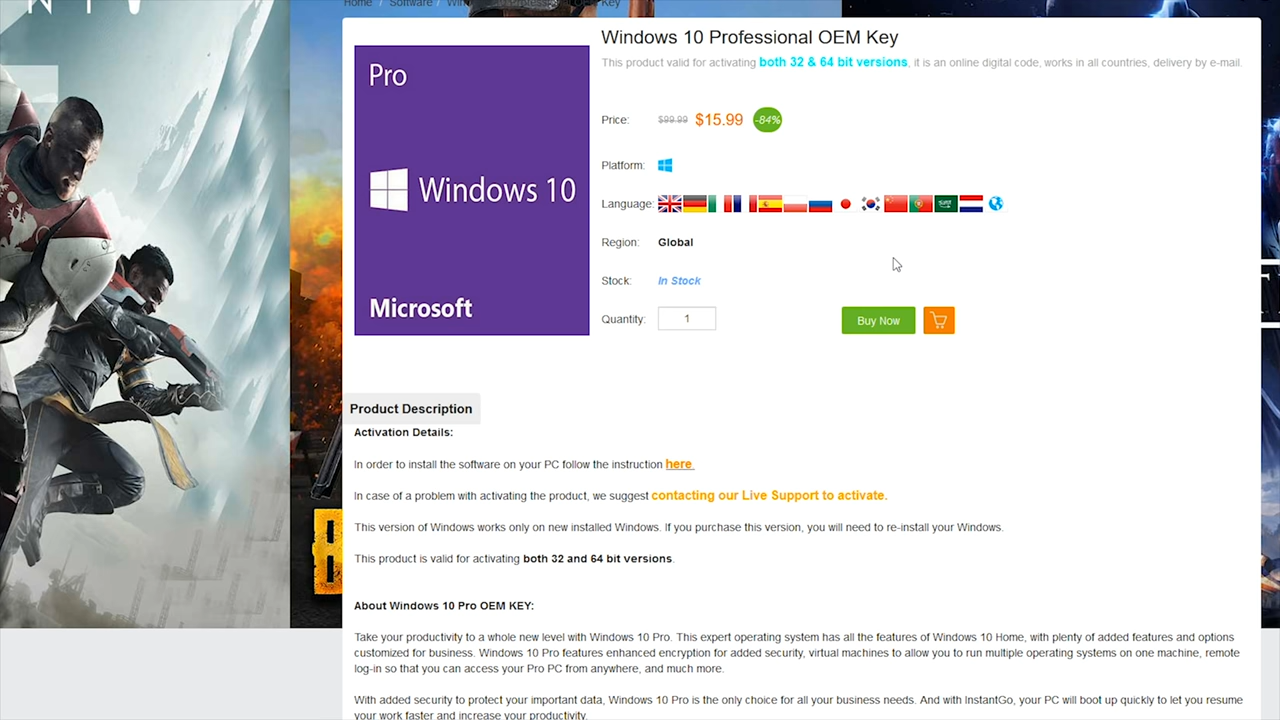 Home / Software /
Windows 10 Professional OEM Key
This product valid for activating both 32 & 64 bit versions, it is an online digital code, works in all countries, delivery by e-mail.
Pro
Windows 10
Microsoft
Price: $99.99 $15.99 -84%
Platform:
Language:
Region: Global
Stock: In Stock
Quantity: 1 Buy Now
Product Description
Activation Details:
In order to install the software on your PC follow the instruction here
In case of a problem with activating the product, we suggest contacting our Live Support to activate.
This version of Windows works only on new installed Windows. If you purchase this version, you will need to re-install your Windows.
This product is valid for activating both 32 and 64 bit versions.
About Windows 10 Pro OEM KEY:
Take your productivity to a whole new level with Windows 10 Pro. This expert operating system has all the features of Windows 10 Home, with plenty of added features and options
customized for business. Windows 10 Pro features enhanced encryption for added security, virtual machines to allow you to run multiple operating systems on one machine, remote
log-in so that you can access your Pro PC from anywhere, and much more.
With added security to protect your important data, Windows 10 Pro is the only choice for all your business needs. And with InstantGo, your PC will boot up quickly to let you resume
your work faster and increase your productivity.